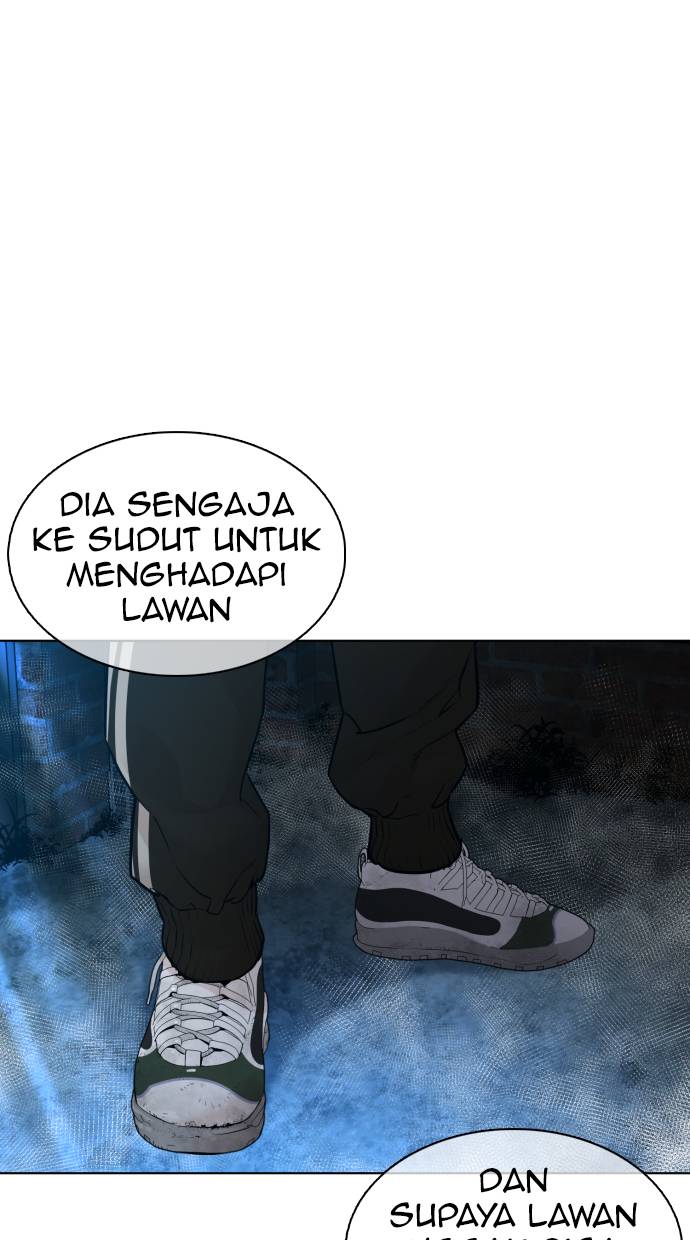 DIA SENGAJA
KE SUDUT UNTUK
MENGHADAPI
LAWAN
DAN
SUPAYA LAWAN